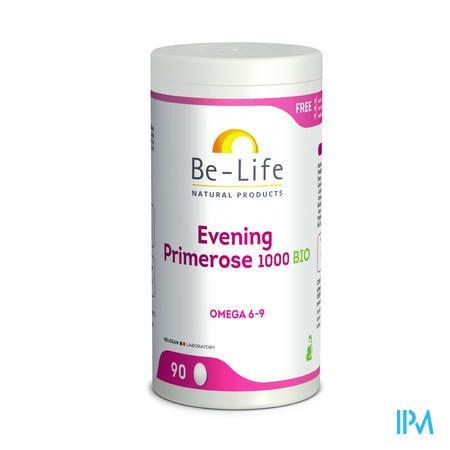 FREE
Be-Life
NATURAL PRODUCTS
Evening
Primerose 1000 BIO
OMEGA 6-9
BELGIAN LABORATORY
90
IPM